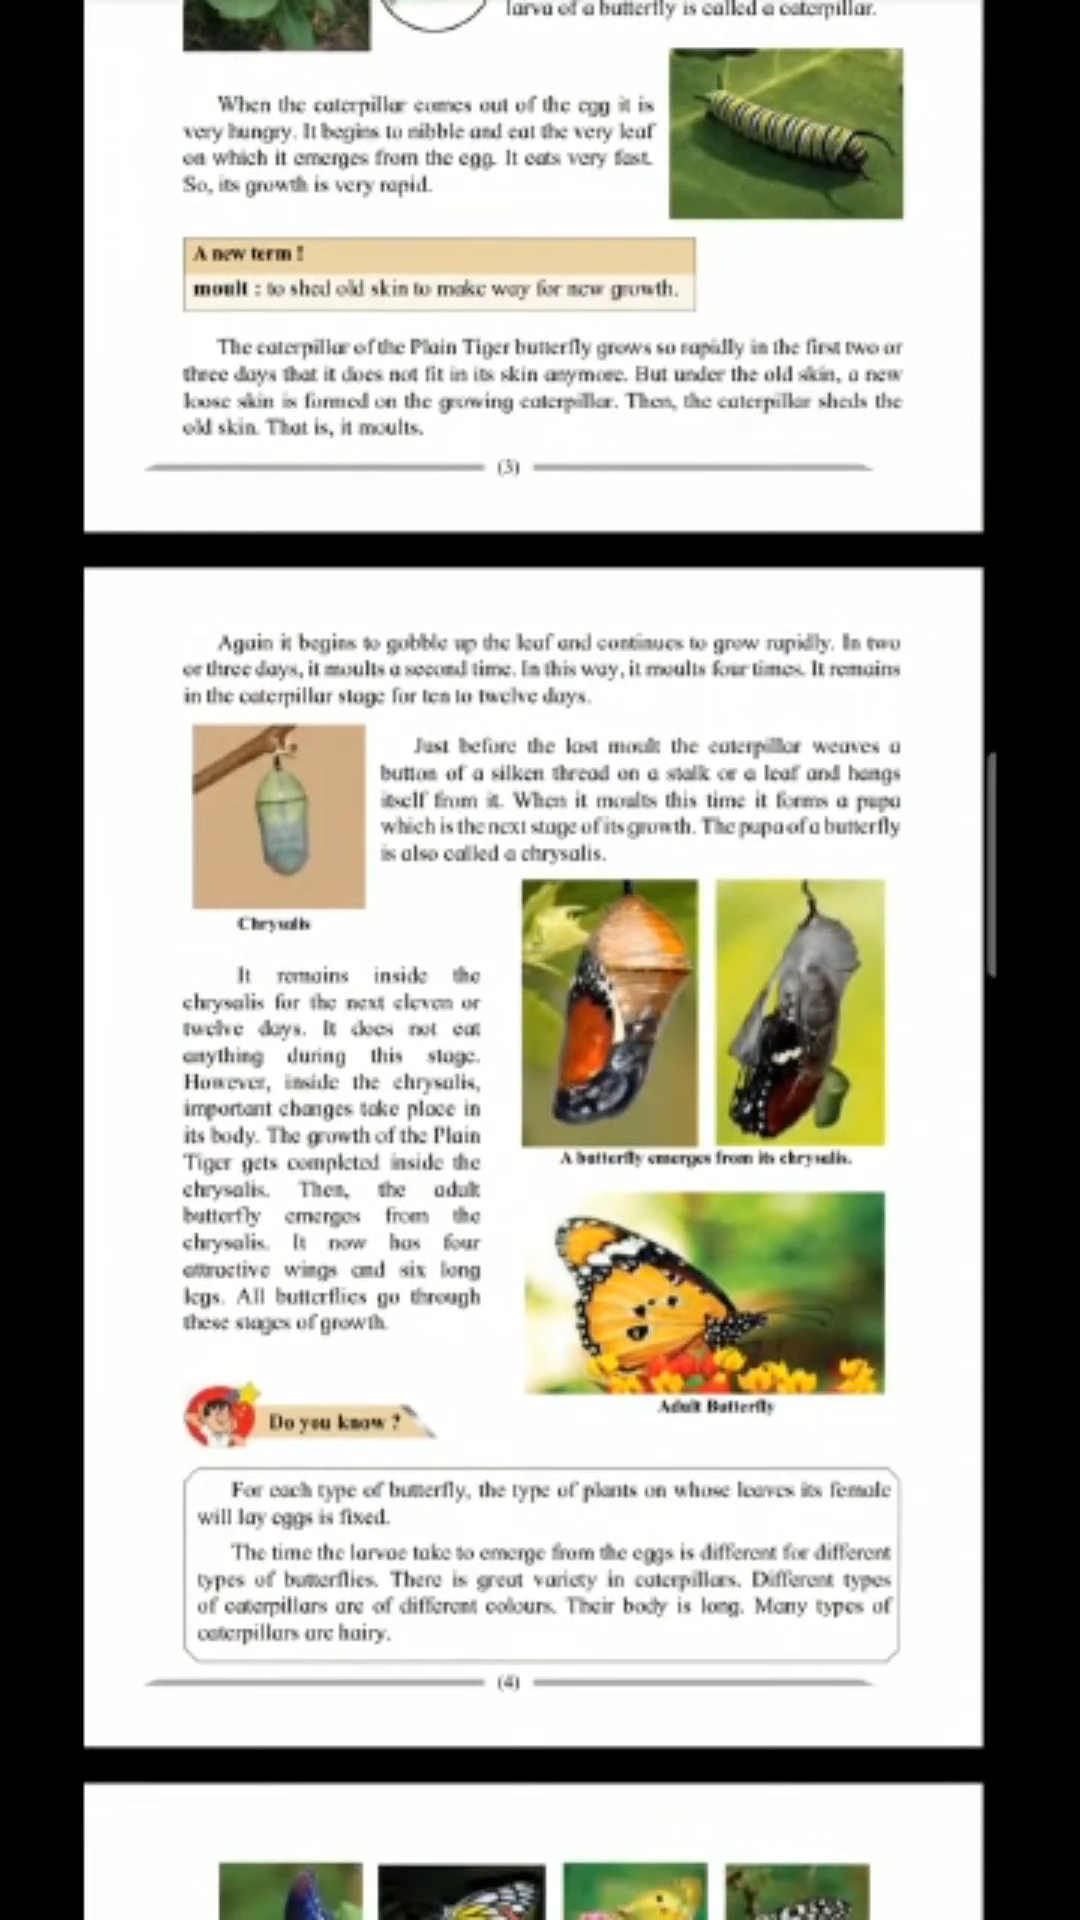 larva of a butterfly is called a caterpillar.
When the caterpillar comes out of the egg it is
very hungry. It begins to nibble and eat the very leaf
on which it emerges from the egg. It eats very fast.
So, its growth is very rapid.
A new term !
moult : to shed old skin to make way for new growth.
The caterpillar of the Plain Tiger butterfly grows so rapidly in the first two or
three days that it does not fit in its skin anymore. But under the old skin, a new
loose skin is formed on the growing caterpillar. Then, the caterpillar sheds the
old skin. That is, it moults.
(3)
Again it begins to gobble up the leaf and continues to grow rapidly. In two
or three days, it moults a second time. In this way, it moults four times. It remains
in the caterpillar stage for ten to twelve days.
Just before the last moult the caterpillar weaves a
button of a silken thread on a stalk or a leaf and hangs
itself from it. When it moults this time it forms a pupa
which is the next stage of its growth. The pupa of a butterfly
is also called a chrysalis.
Chrysalis
It remains inside the
chrysalis for the next eleven or
twelve days. It does not eat
anything during this stage.
However, inside the chrysalis,
important changes take place in
its body. The growth of the Plain
Tiger gets completed inside the
chrysalis. Then, the adult
butterfly emerges from the
chrysalis. It now has four
attractive wings and six long
legs. All butterflies go through
these stages of growth.
A butterfly emerges from its chrysalis.
Adult Butterfly
Do you know ?
For each type of butterfly, the type of plants on whose leaves its female
will lay eggs is fixed.
The time the larvae take to emerge from the eggs is different for different
types of butterflies. There is great variety in caterpillars. Different types
of caterpillars are of different colours. Their body is long. Many types of
caterpillars are hairy.
(4)